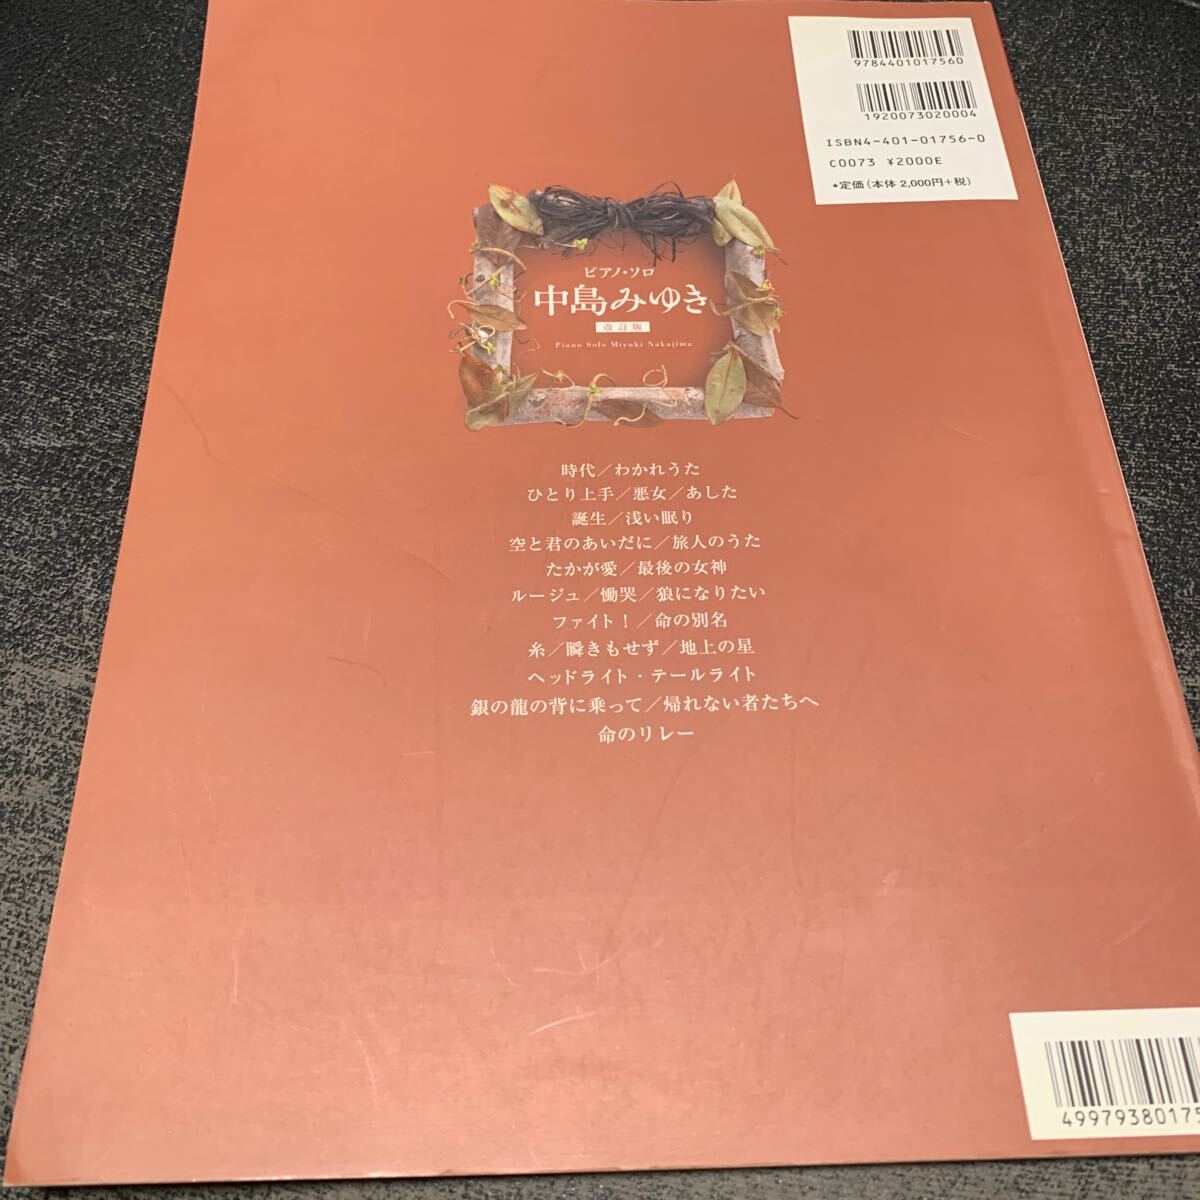 9784401017560
1920073020004
ISBN4-401-01756-0
C0073 ¥2000E
*定価(本体 2,000円+税)
ピアノ・ソロ
中島みゆき
改訂版
Piano Solo Miyuki Nakajima
時代／わかれうた
ひとり上手／悪女／あした
誕生／浅い眠り
空と君のあいだに／旅人のうた
たかが愛／最後の女神
ルージュ／慟哭／狼になりたい
ファイト！／命の別名
糸／瞬きもせず／地上の星
ヘッドライト・テールライト
銀の龍の背に乗って／帰れない者たちへ
命のリレー
49979380175